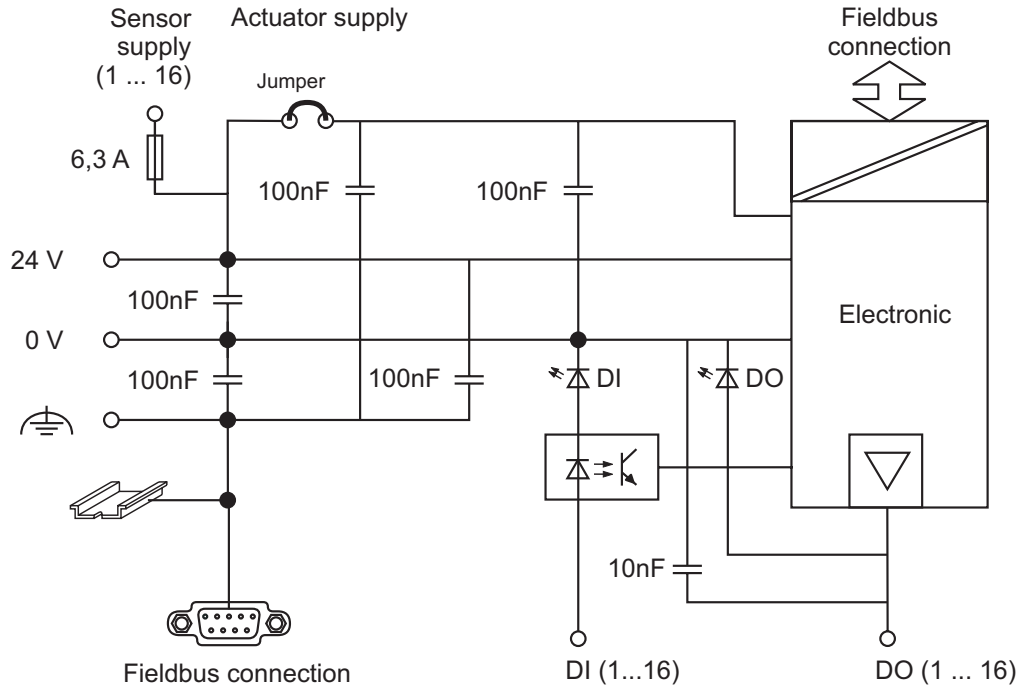 Sensor
supply
(1 ... 16)
Actuator supply
Fieldbus
connection
Jumper
6,3 A
100nF
100nF
24 V
100nF
Electronic
0 V
100nF
100nF
DI
DO
10nF
Fieldbus connection
DI (1...16)
DO (1 ... 16)